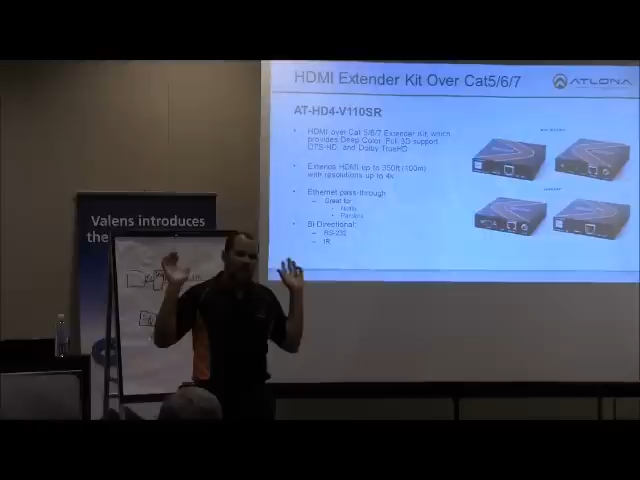 HDMI Extender Kit Over Cat5/6/7
ATLONA
AT-HD4-V110SR
HDMI over Cat 5/6/7 Extender Kit, which
provides Deep Color, Full 3D support,
DTS-HD, and Dolby TrueHD
Extends HDMI up to 350ft (100m)
with resolutions up to 4k
Ethernet pass-through
– Great for:
Netflix
Pandora
Bi Directional:
– RS-232
– IR
Valens introduces
the